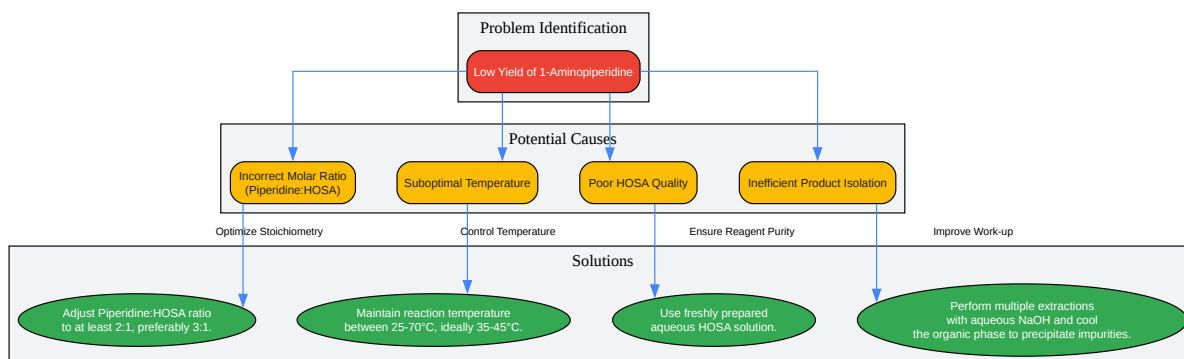 Problem Identification
Low Yield of 1-Aminopiperidine
Potential Causes
Incorrect Molar Ratio
(Piperidine:HOSA)
Suboptimal Temperature
Poor HOSA Quality
Inefficient Product Isolation
Optimize Stoichiometry
Control Temperature
Ensure Reagent Purity
Improve Work-up
Solutions
Adjust Piperidine:HOSA ratio
to at least 2:1, preferably 3:1.
Maintain reaction temperature
between 25-70°C, ideally 35-45°C.
Use freshly prepared
aqueous HOSA solution.
Perform multiple extractions
with aqueous NaOH and cool
the organic phase to precipitate impurities.